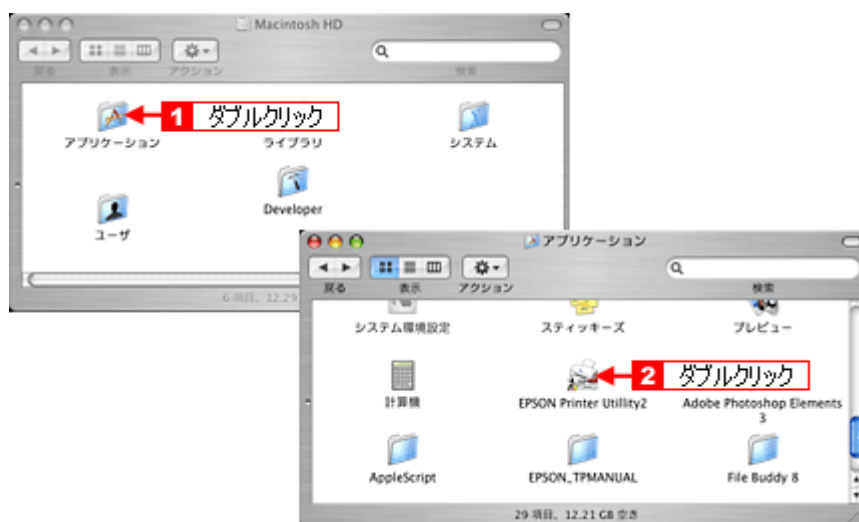 Macintosh HD
戻る 表示 アクション 検索
1 ダブルクリック
アプリケーション ライブラリ システム
ユーザ Developer
6 項目、12.29
アプリケーション
戻る 表示 アクション 検索
システム環境設定 スティッキーズ プレビュー
2 ダブルクリック
計算機 EPSON Printer Utillity2 Adobe Photoshop Elements
3
AppleScript EPSON_TPMANUAL File Buddy 8
29 項目、12.21 GB 空き